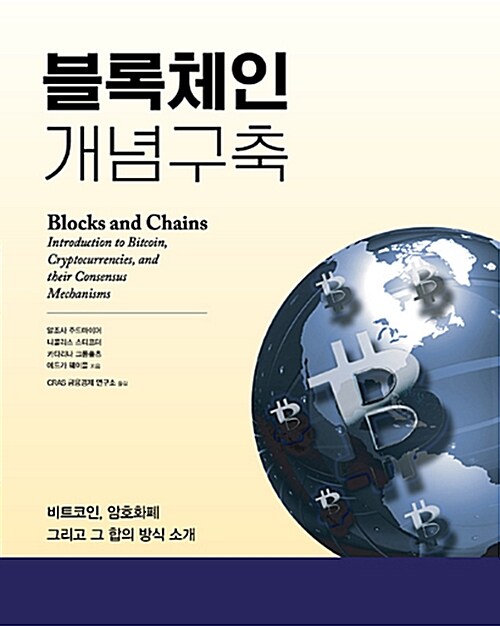 블록체인
개념구축
Blocks and Chains
Introduction to Bitcoin,
Cryptocurrencies, and
their Consensus
Mechanisms
알조사 주드마이어
니콜라스 스티프터
카타리나 크롬홀츠
에드가 웨이플 지음
CRAS 금융경제 연구소 옮김
비트코인, 암호화폐
그리고 그 합의 방식 소개